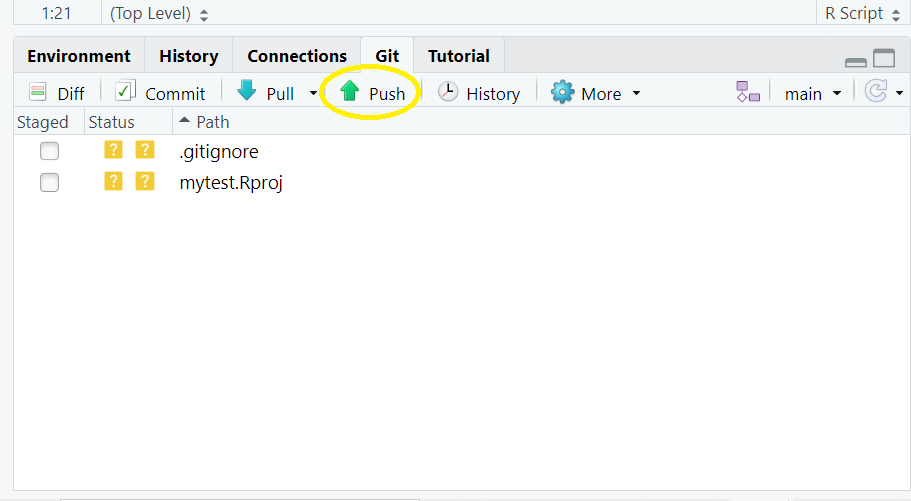 1:21 (Top Level) R Script
Environment History Connections Git Tutorial
Diff Commit Pull Push History More main
Staged Status Path
? ? .gitignore
? ? mytest.Rproj